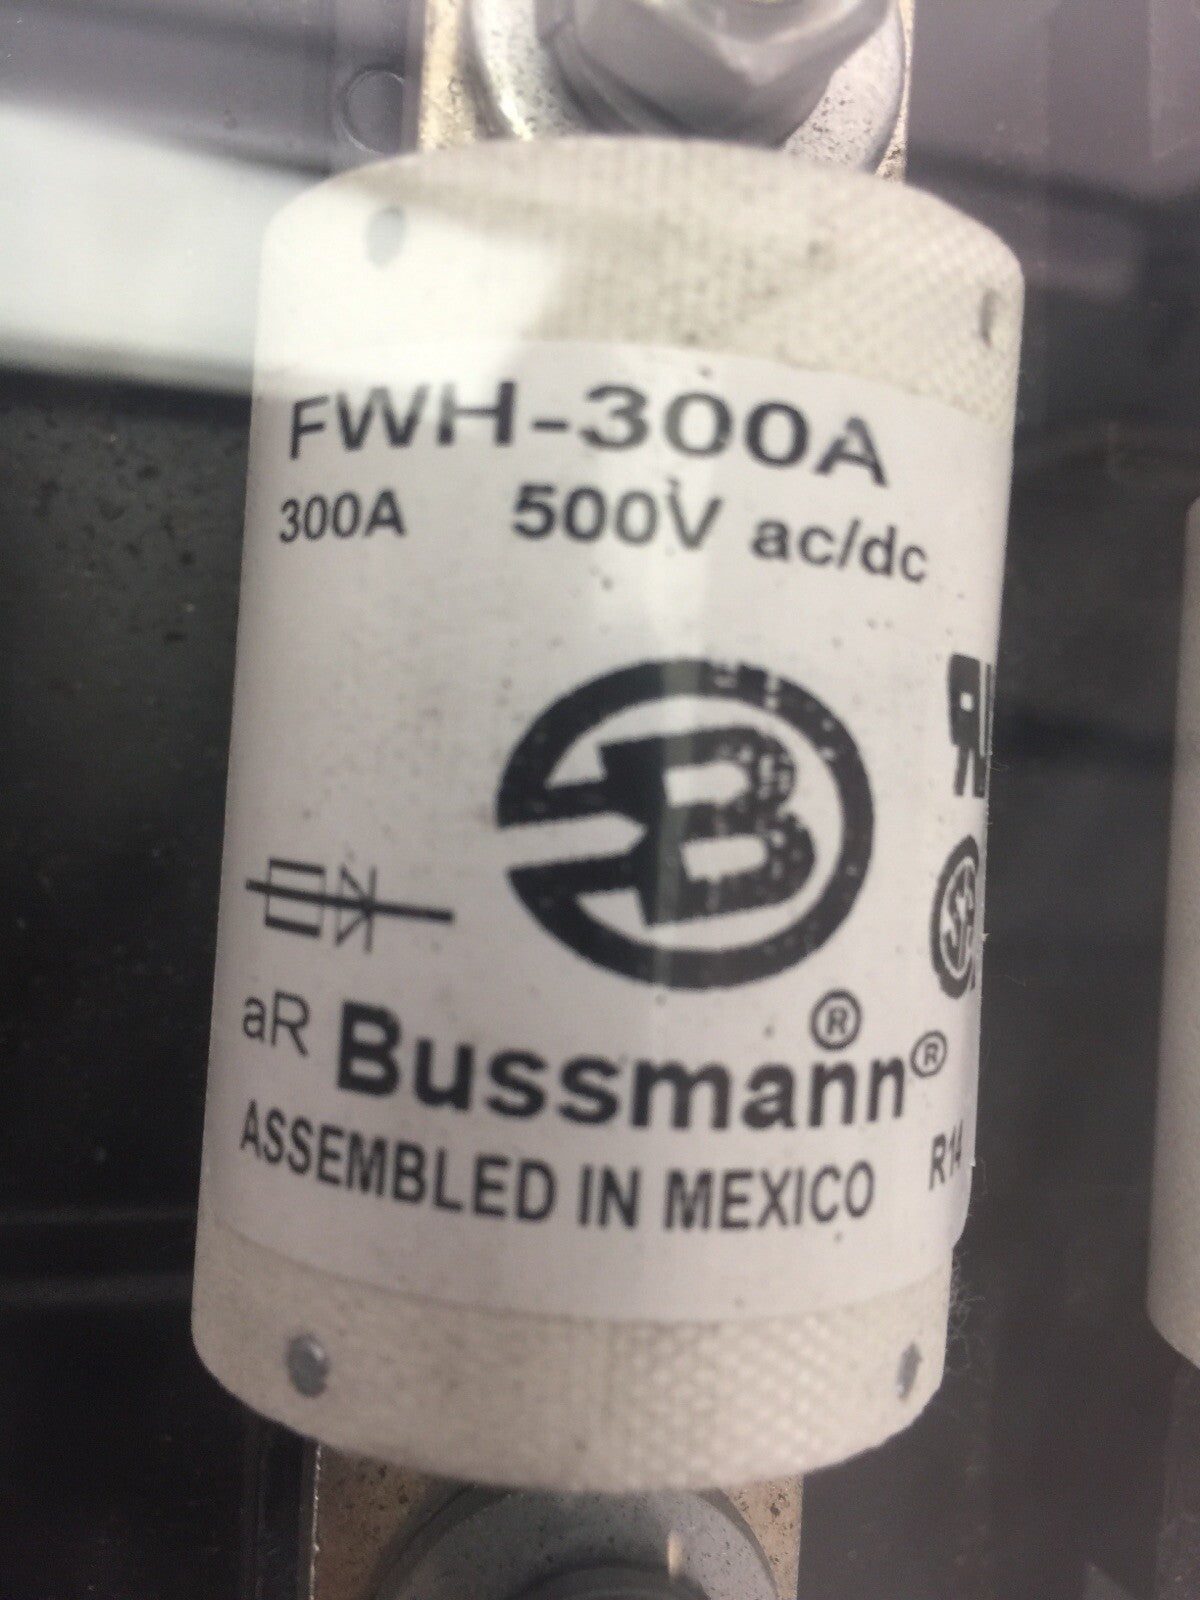 FWH-300A
300A 500V ac/dc
B
®
aR Bussmann®
ASSEMBLED IN MEXICO R14